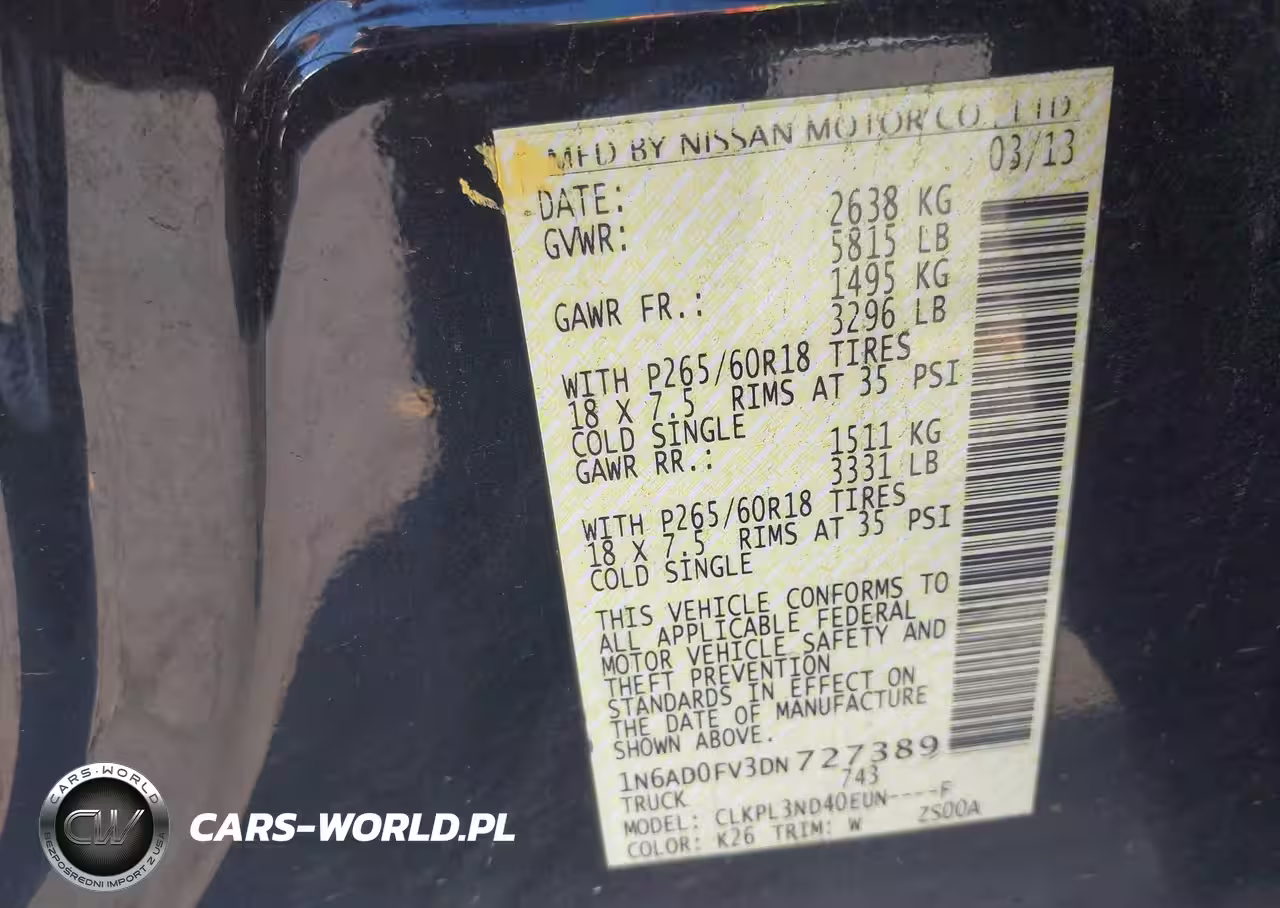 MFD BY NISSAN MOTOR CO., LTD
DATE: 03/13
GVWR: 2638 KG
5815 LB
GAWR FR.: 1495 KG
3296 LB
WITH P265/60R18 TIRES
18 X 7.5 RIMS AT 35 PSI
COLD SINGLE
GAWR RR.: 1511 KG
3331 LB
WITH P265/60R18 TIRES
18 X 7.5 RIMS AT 35 PSI
COLD SINGLE
THIS VEHICLE CONFORMS TO
ALL APPLICABLE FEDERAL
MOTOR VEHICLE SAFETY AND
THEFT PREVENTION
STANDARDS IN EFFECT ON
THE DATE OF MANUFACTURE
SHOWN ABOVE.
1N6AD0FV3DN727389
TRUCK 743
MODEL: CLKPL3ND40EUN----F
COLOR: K26 TRIM: W ZS00A
CARS-WORLD
CW
BEZPOŚREDNI IMPORT Z USA
CARS-WORLD.PL